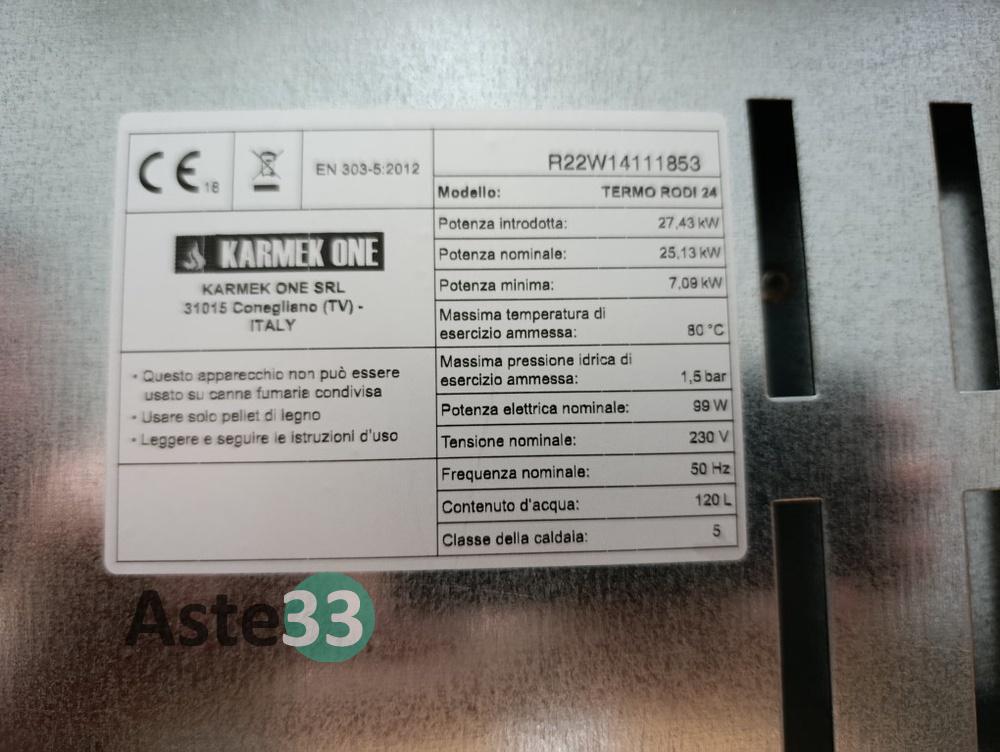 CE 18
EN 303-5:2012
KARMEK ONE
KARMEK ONE SRL
31015 Conegliano (TV) -
ITALY
• Questo apparecchio non può essere
usato su canna fumaria condivisa
• Usare solo pellet di legno
• Leggere e seguire le istruzioni d'uso
R22W14111853
Modello: TERMO RODI 24
Potenza introdotta: 27,43 kW
Potenza nominale: 25,13 kW
Potenza minima: 7,09 kW
Massima temperatura di
esercizio ammessa: 80 °C
Massima pressione idrica di
esercizio ammessa: 1,5 bar
Potenza elettrica nominale: 99 W
Tensione nominale: 230 V
Frequenza nominale: 50 Hz
Contenuto d'acqua: 120 L
Classe della caldaia: 5
Aste33